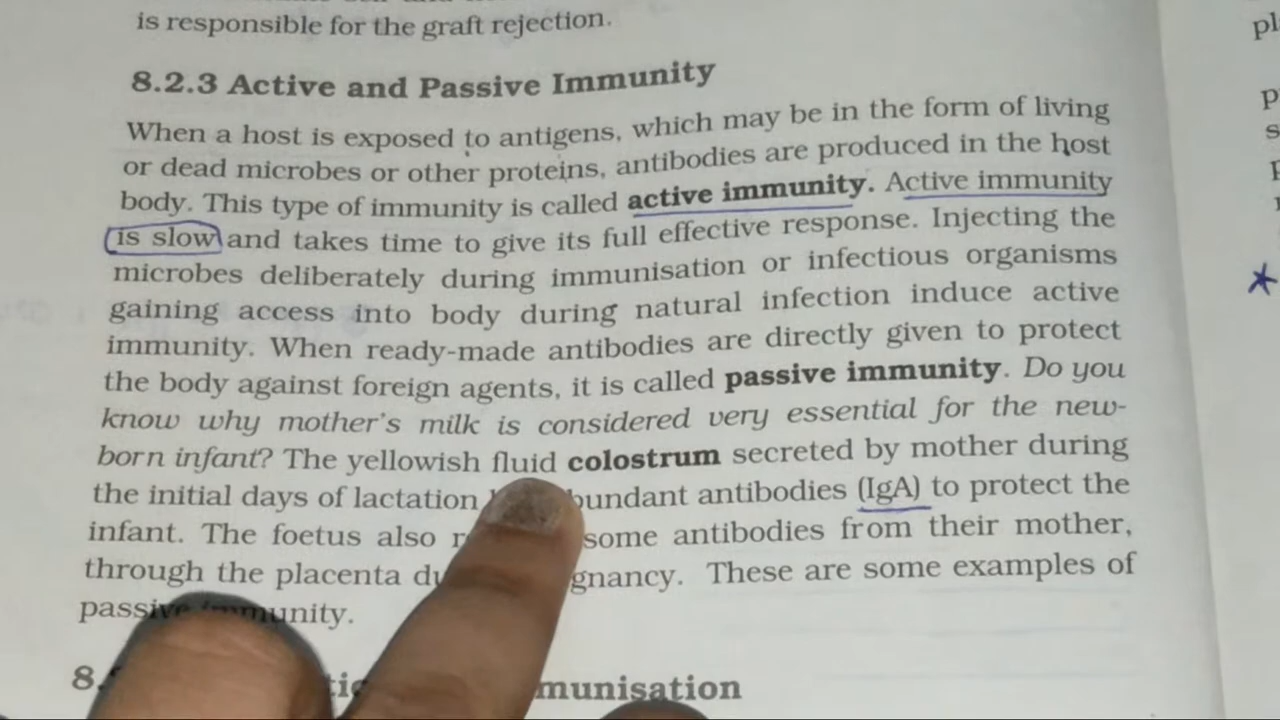 is responsible for the graft rejection.
8.2.3 Active and Passive Immunity
When a host is exposed to antigens, which may be in the form of living
or dead microbes or other proteins, antibodies are produced in the host
body. This type of immunity is called active immunity. Active immunity
is slow and takes time to give its full effective response. Injecting the
microbes deliberately during immunisation or infectious organisms
gaining access into body during natural infection induce active
immunity. When ready-made antibodies are directly given to protect
the body against foreign agents, it is called passive immunity. Do you
know why mother's milk is considered very essential for the new-
born infant? The yellowish fluid colostrum secreted by mother during
the initial days of lactation bundant antibodies (IgA) to protect the
infant. The foetus also some antibodies from their mother,
through the placenta gnancy. These are some examples of
passive immunity.
8. munisation